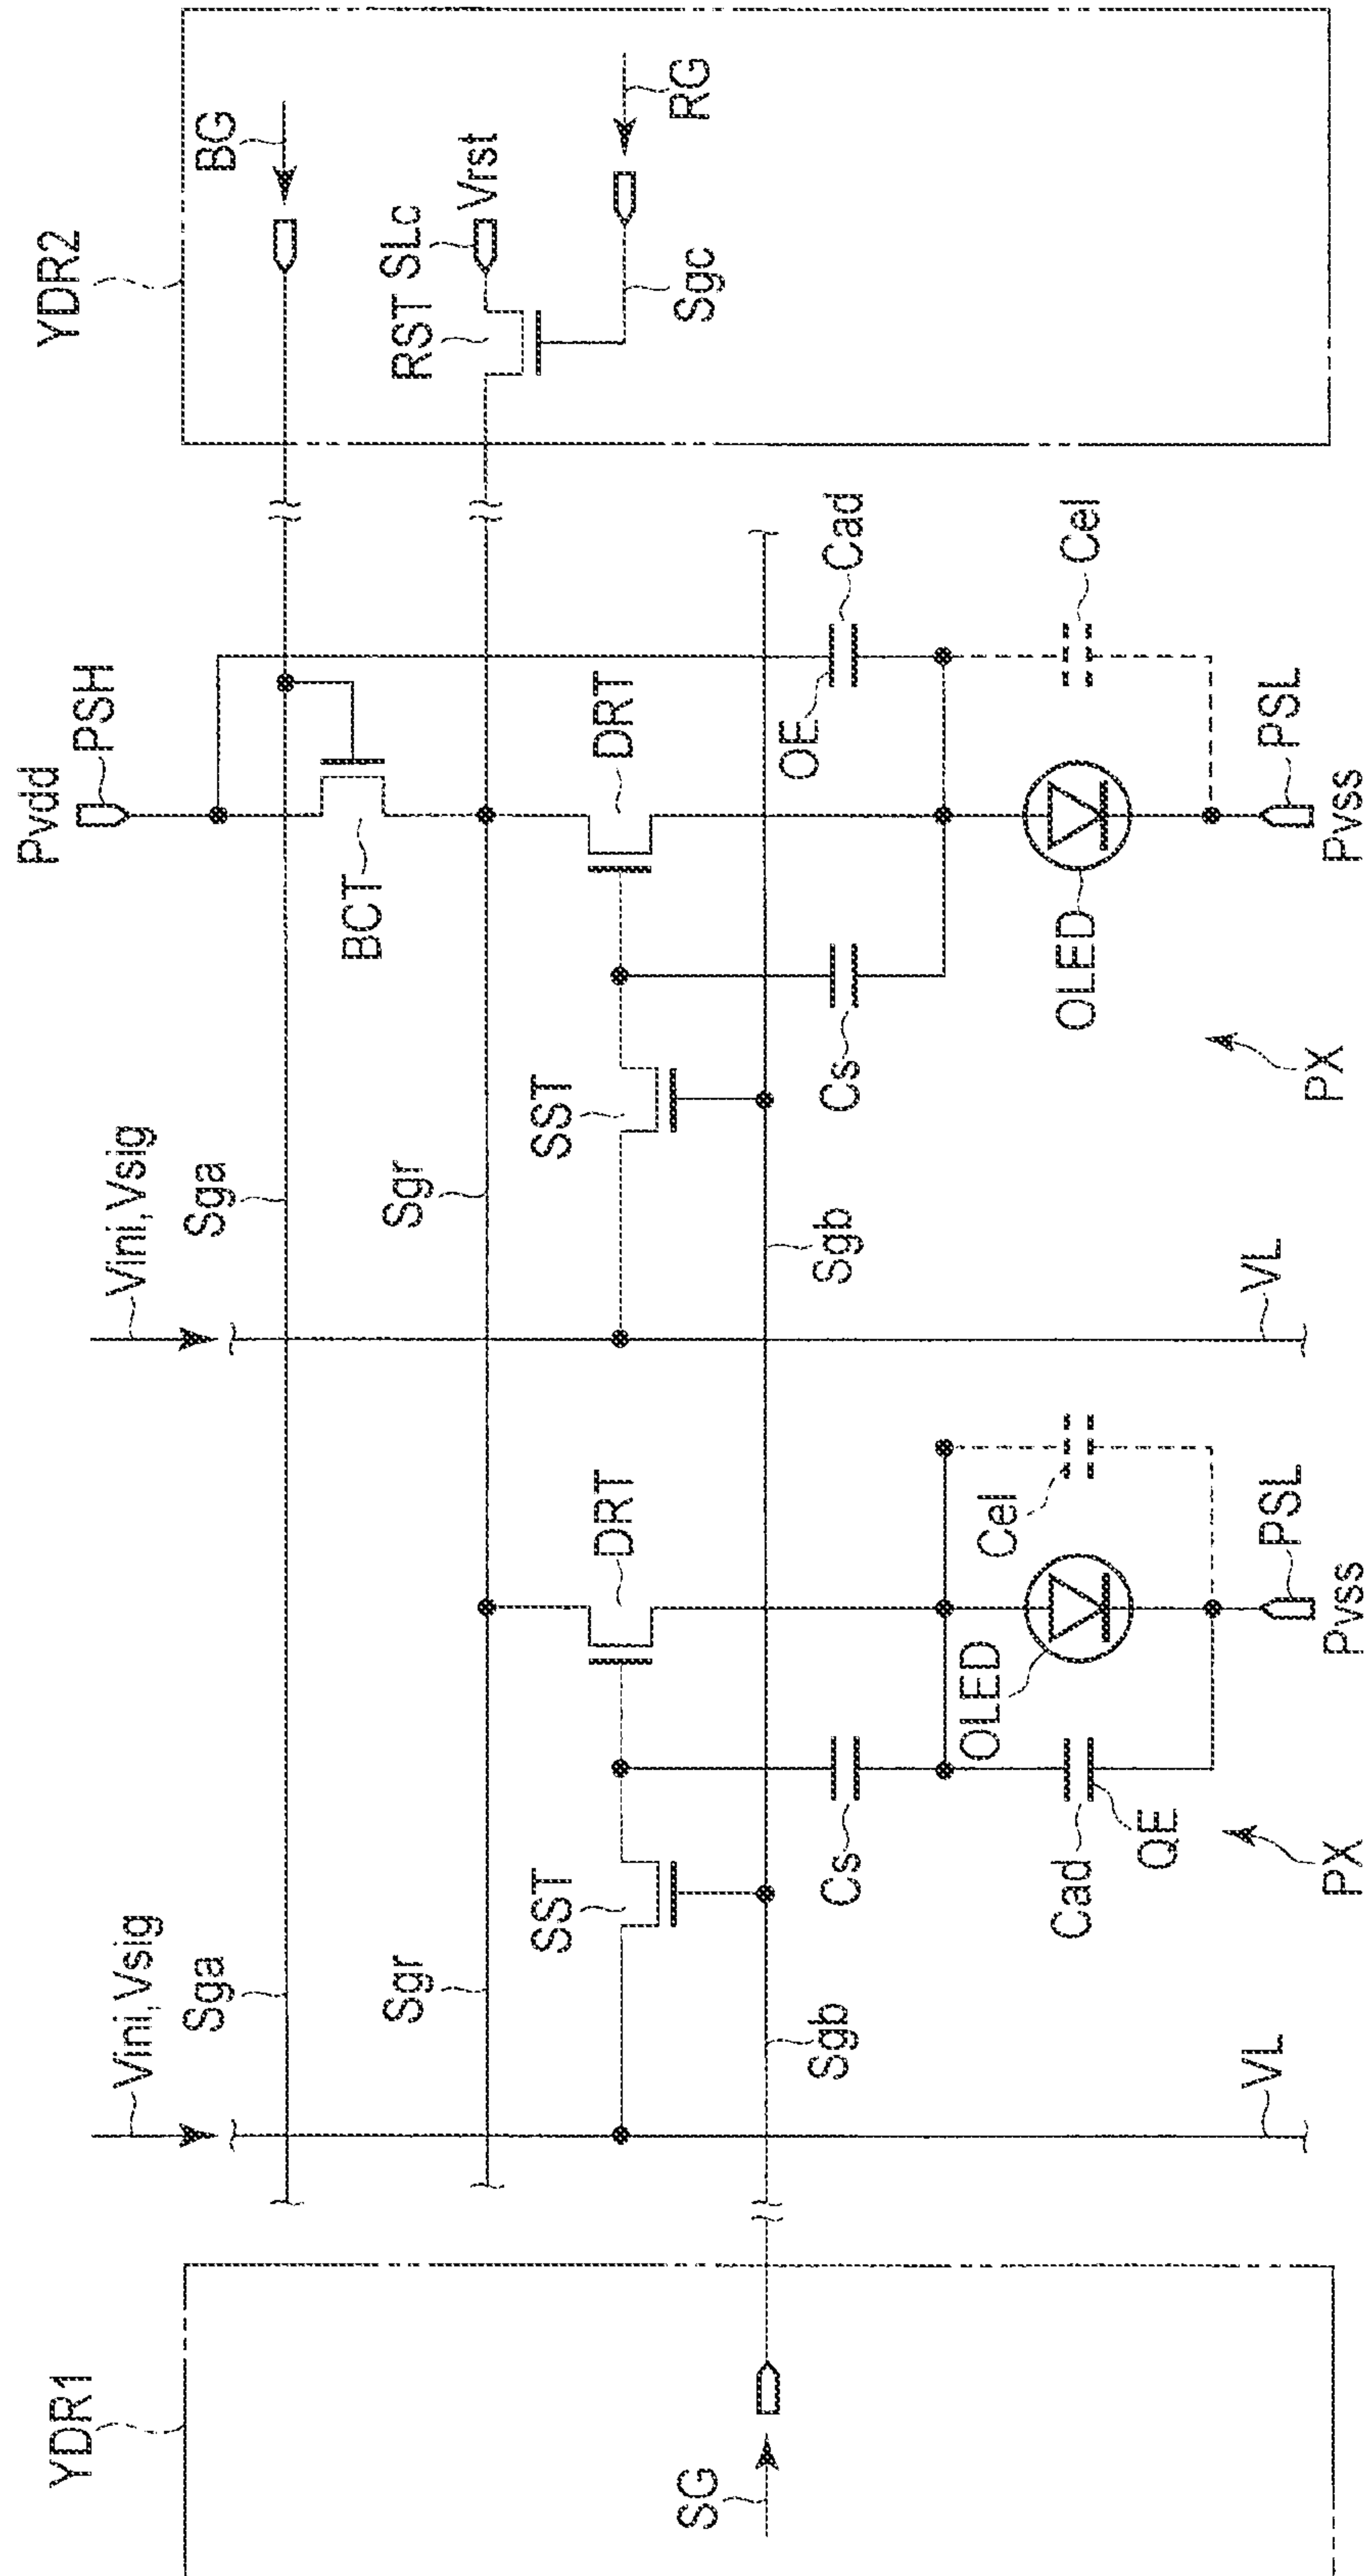 YDR1
SG
Vini,Vsig
Sga
Sgr
SST
DRT
Sgb
Cs
OLED
Cel
Cad
QE
VL
PX
PSL
Pvss
Vini,Vsig
Sga
Sgr
Pvdd
PSH
BCT
SST
DRT
Sgb
Cs
OE
Cad
OLED
Cel
VL
PX
PSL
Pvss
YDR2
BG
RST
SLc
Vrst
RG
Sgc